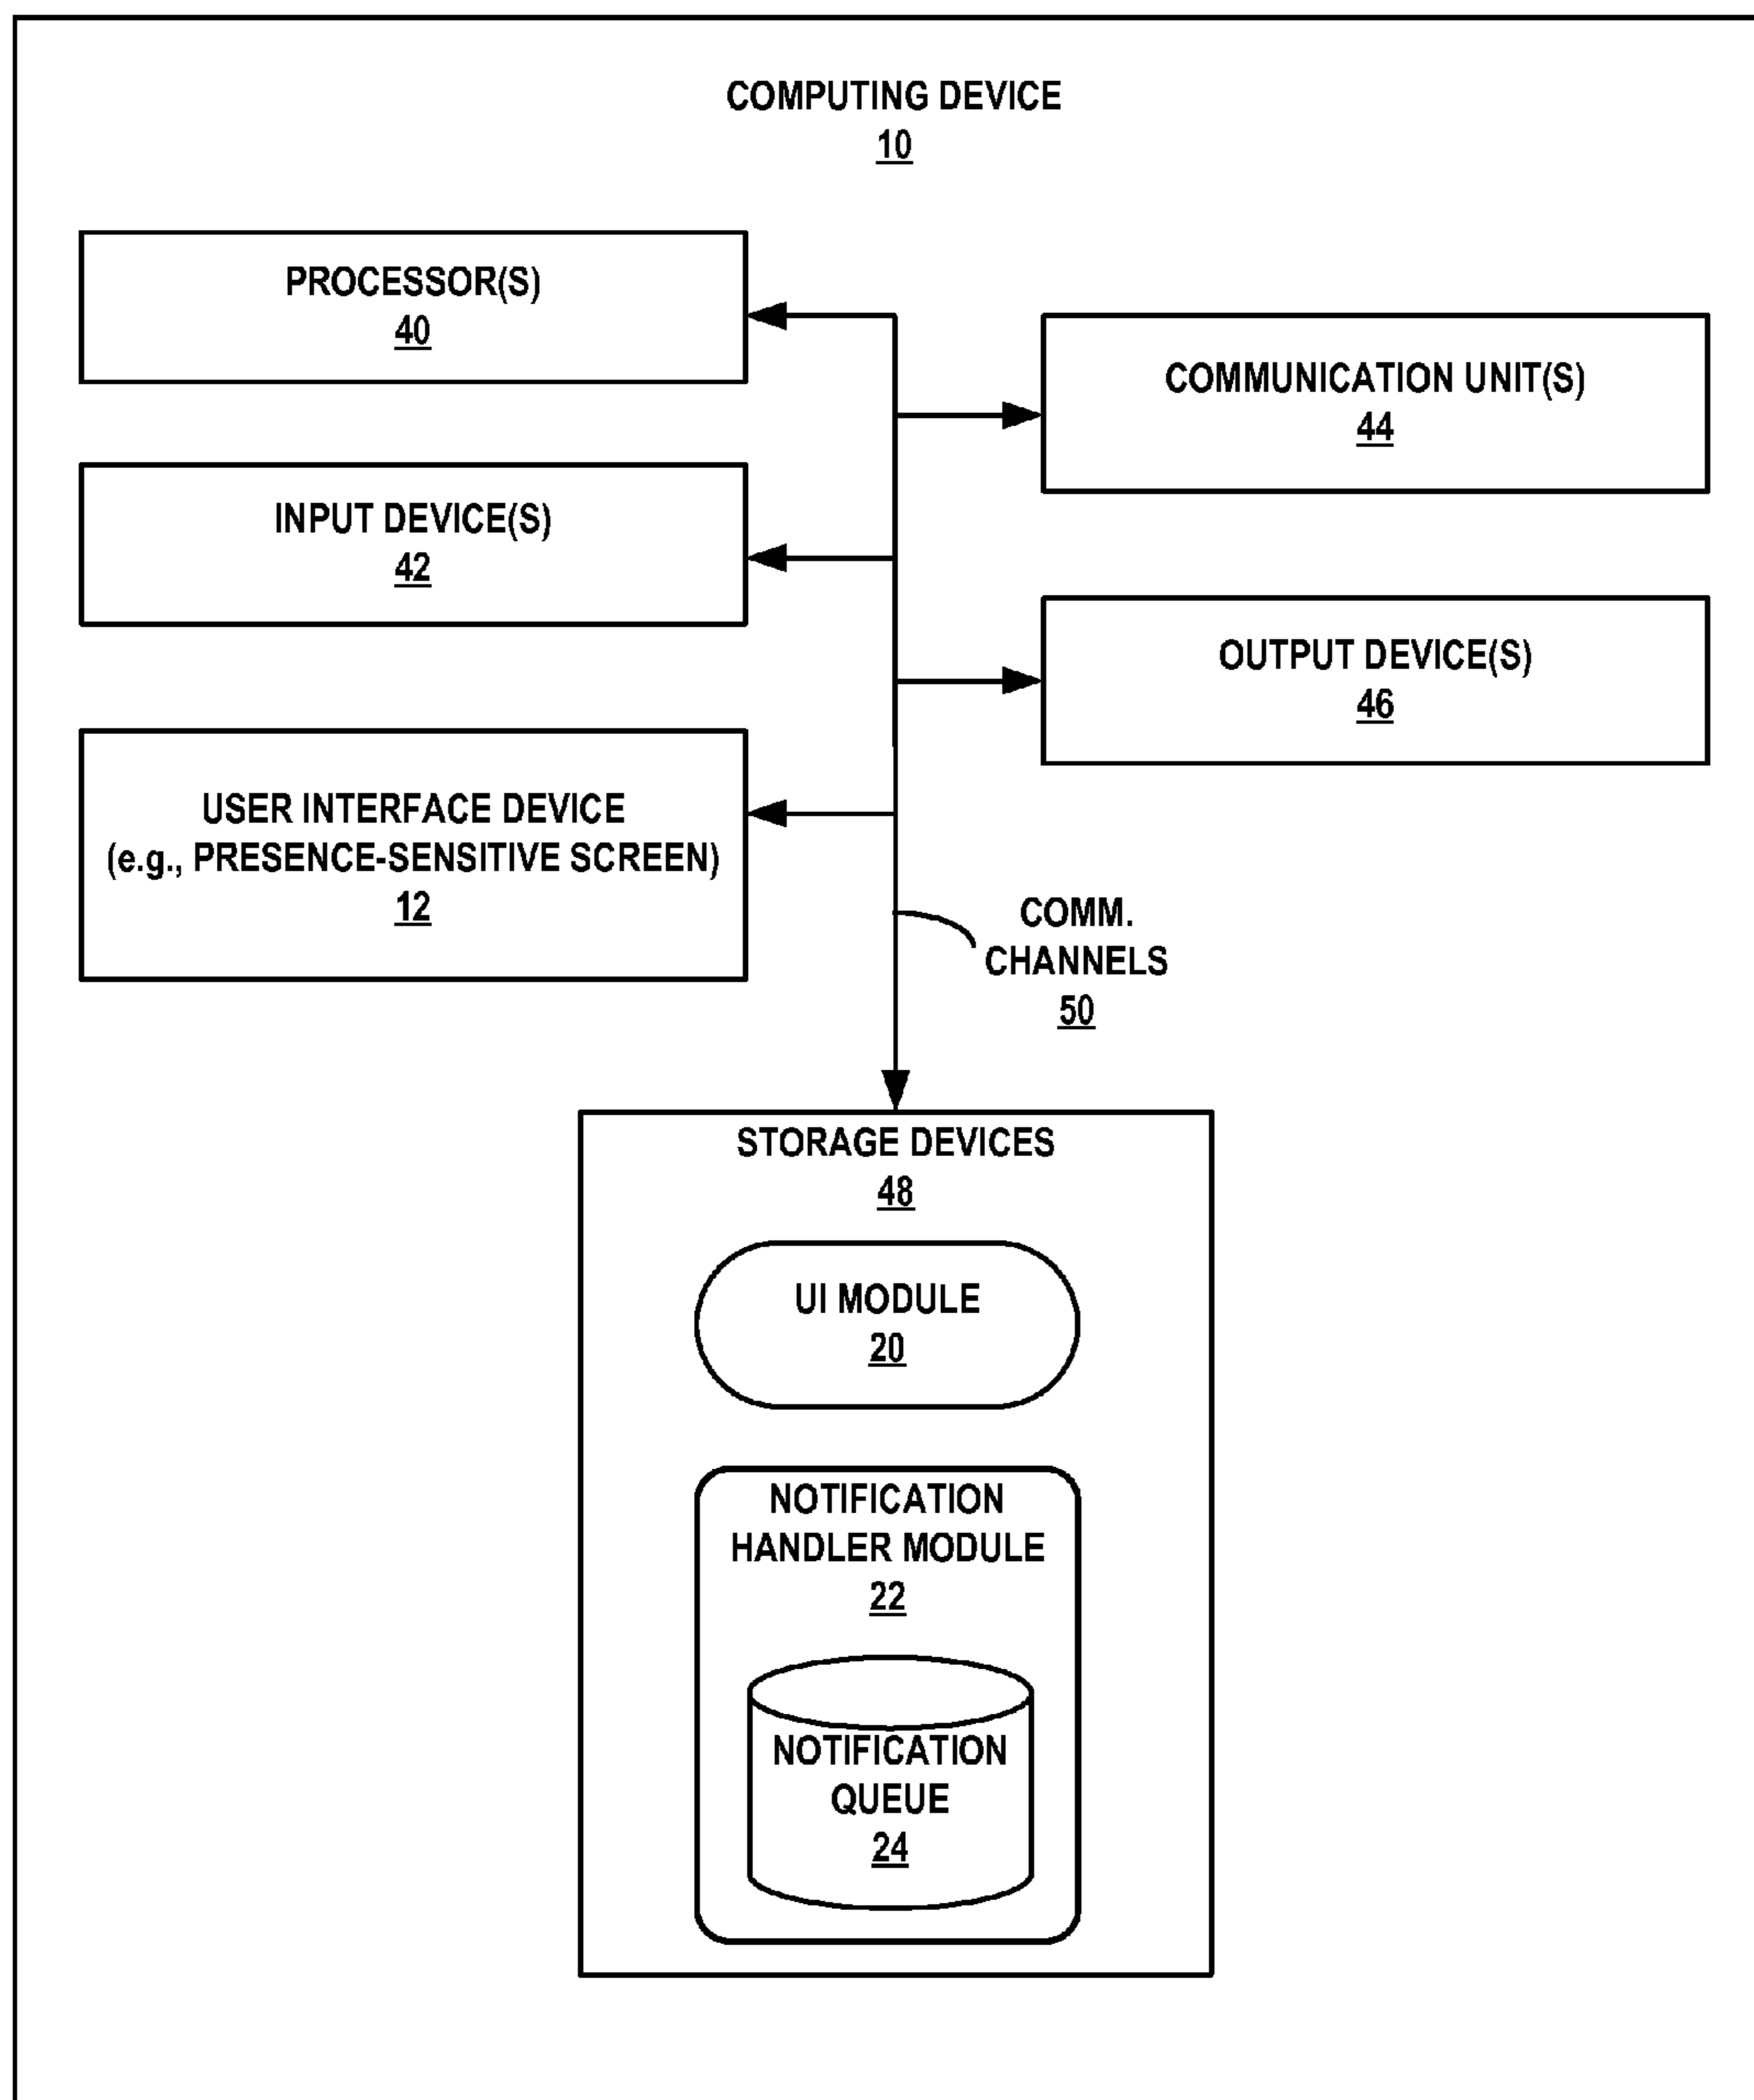 COMPUTING DEVICE
10
PROCESSOR(S)
40
COMMUNICATION UNIT(S)
44
INPUT DEVICE(S)
42
OUTPUT DEVICE(S)
46
USER INTERFACE DEVICE
(e.g., PRESENCE-SENSITIVE SCREEN)
12
COMM.
CHANNELS
50
STORAGE DEVICES
48
UI MODULE
20
NOTIFICATION
HANDLER MODULE
22
NOTIFICATION
QUEUE
24